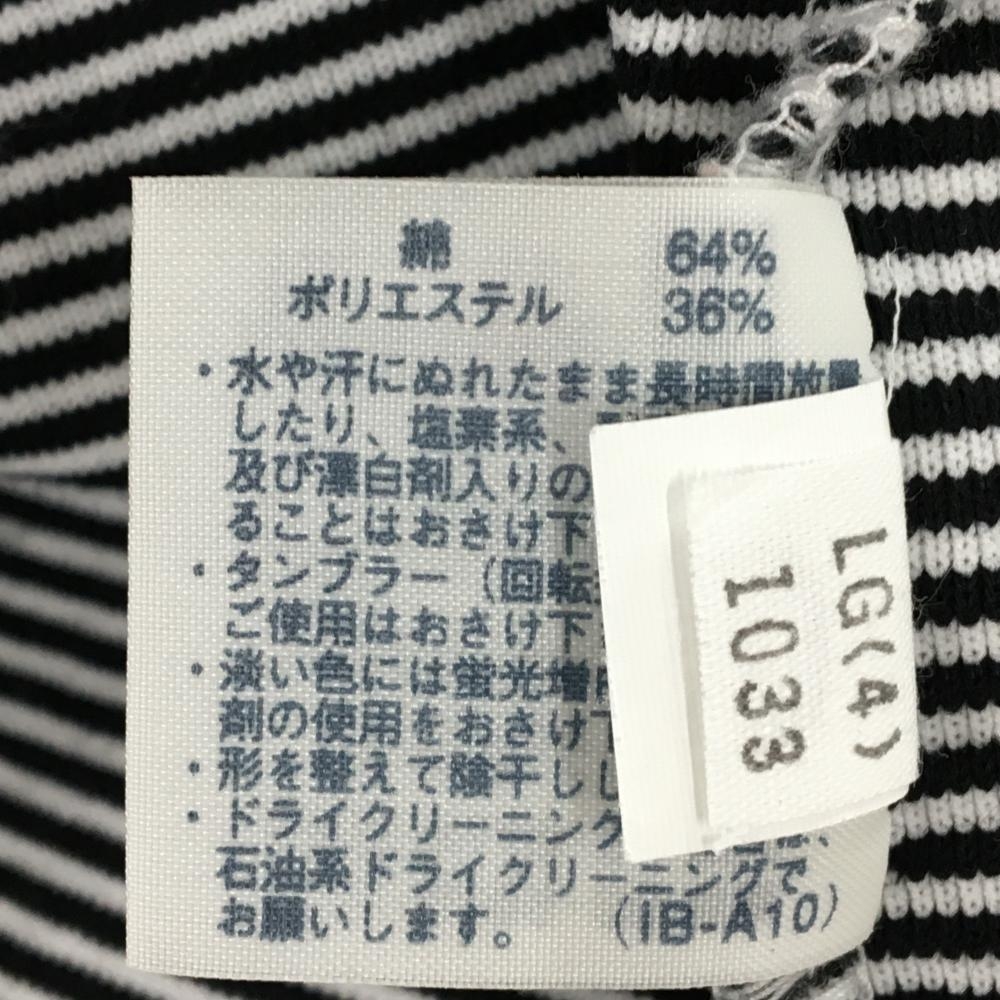 綿 64%
ポリエステル 36%
・水や汗にぬれたまま長時間放置
したり、塩素系、
及び漂白剤入りの
ることはおさけ下
・タンブラー（回転
ご使用はおさけ下
・淡い色には蛍光増
剤の使用をおさけ
・形を整えて陰干しし
・ドライクリーニング
石油系ドライクリーニングで
お願いします。 （IB-A10）
LG(4)
1033